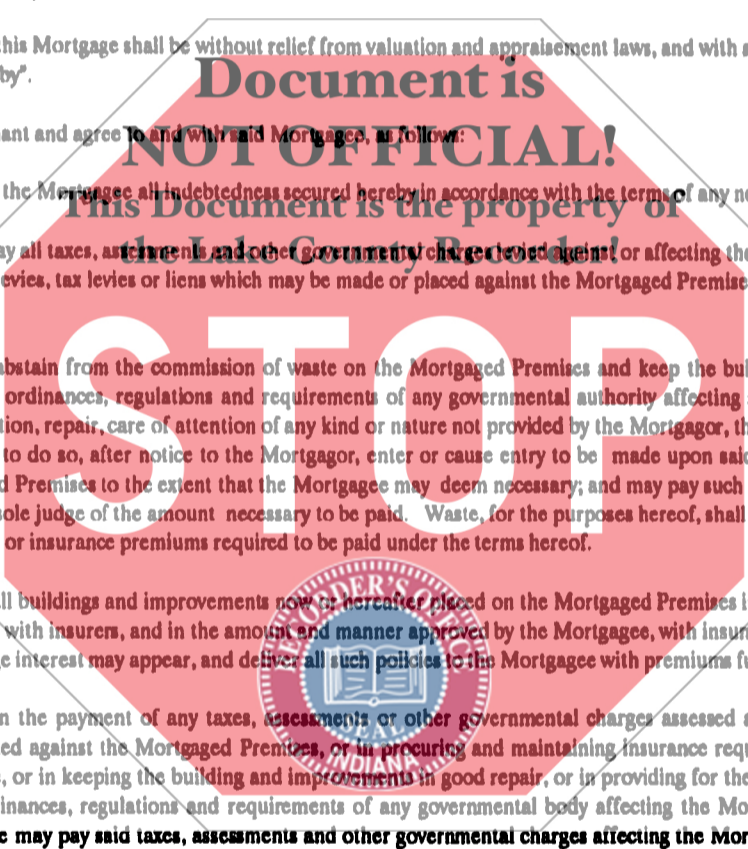 this Mortgage shall be without relief from valuation and appraisement laws, and with
by".
Document is
ant and agree to and with said Mortgagee, as follows:
NOT OFFICIAL!
the Mortgagee all indebtedness secured hereby in accordance with the terms of any
This Document is the property of
ay all taxes, assessments and other governmental charges levied against or affecting the
the Lake County Recorder!
evies, tax levies or liens which may be made or placed against the Mortgaged Premise
STOP
abstain from the commission of waste on the Mortgaged Premises and keep the bui
ordinances, regulations and requirements of any governmental authority affecting
tion, repair, care of attention of any kind or nature not provided by the Mortgagor, th
to do so, after notice to the Mortgagor, enter or cause entry to be made upon said
d Premises to the extent that the Mortgagee may deem necessary; and may pay such
ole judge of the amount necessary to be paid. Waste, for the purposes hereof, shall
or insurance premiums required to be paid under the terms hereof.
ll buildings and improvements now or hereafter placed on the Mortgaged Premises i
with insurers, and in the amount and manner approved by the Mortgagee, with insur
e interest may appear, and deliver all such policies to the Mortgagee with premiums fu
RECORDER'S OFFICE
SEAL
INDIANA
n the payment of any taxes, assessments or other governmental charges assessed a
ed against the Mortgaged Premizes, or in procuring and maintaining insurance requ
, or in keeping the building and improvements in good repair, or in providing for the
inances, regulations and requirements of any governmental body affecting the Mo
e may pay said taxes, assessments and other governmental charges affecting the Mor